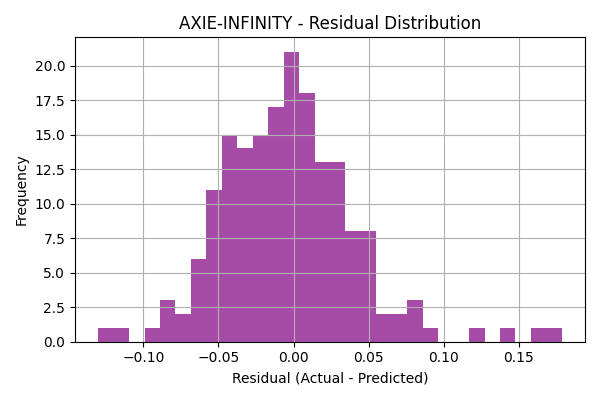 AXIE-INFINITY - Residual Distribution
Frequency
20.0
17.5
15.0
12.5
10.0
7.5
5.0
2.5
0.0
−0.10 −0.05 0.00 0.05 0.10 0.15
Residual (Actual - Predicted)